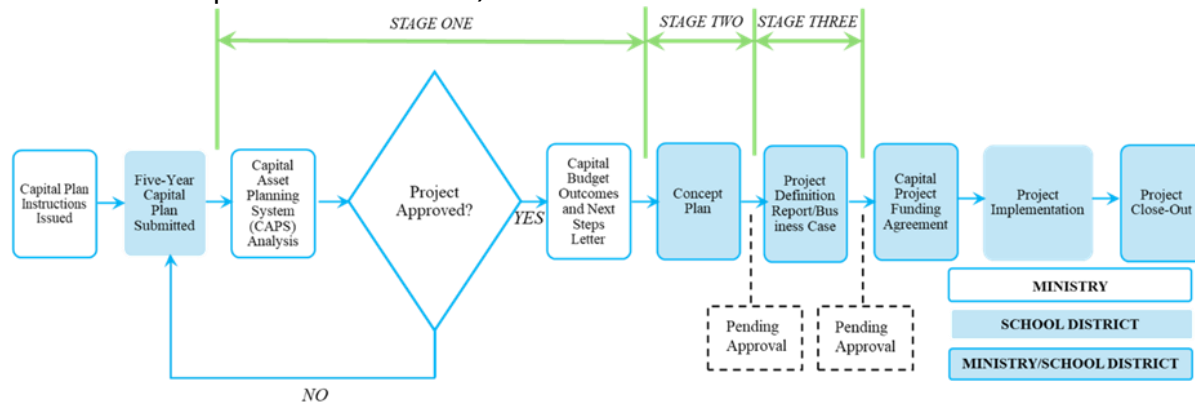 STAGE ONE
STAGE TWO
STAGE THREE
Capital Plan
Instructions
Issued
Five-Year
Capital
Plan
Submitted
Capital
Asset
Planning
System
(CAPS)
Analysis
Project
Approved?
YES
NO
Capital
Budget
Outcomes
and Next
Steps
Letter
Concept
Plan
Project
Definition
Report/Bus
iness Case
Capital
Project
Funding
Agreement
Project
Implementation
Project
Close-Out
Pending
Approval
Pending
Approval
MINISTRY
SCHOOL DISTRICT
MINISTRY/SCHOOL DISTRICT